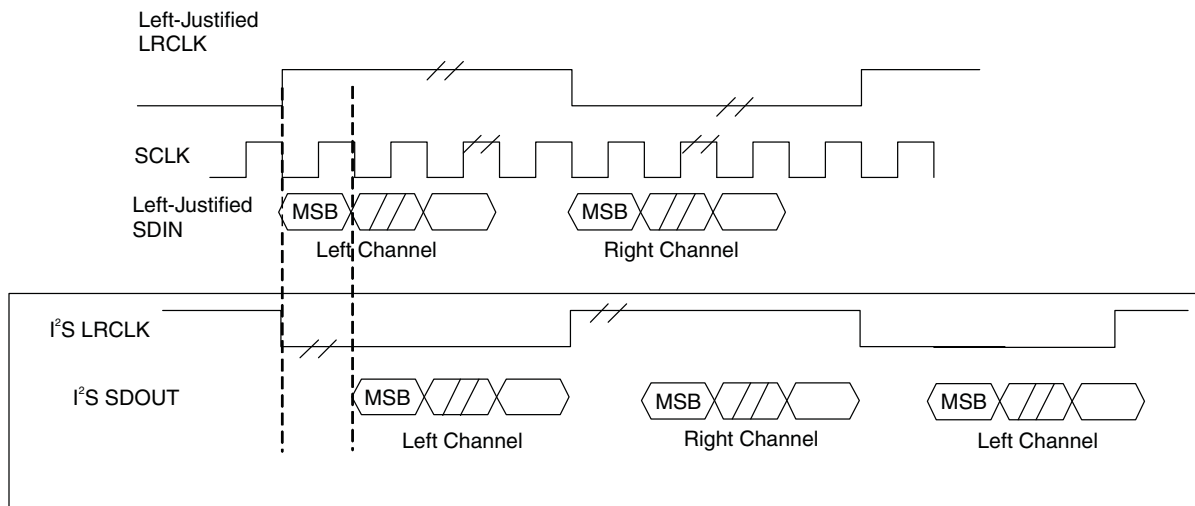 Left-Justified
LRCLK
SCLK
Left-Justified
SDIN
MSB
MSB
Left Channel
Right Channel
I²S LRCLK
I²S SDOUT
MSB
MSB
MSB
Left Channel
Right Channel
Left Channel